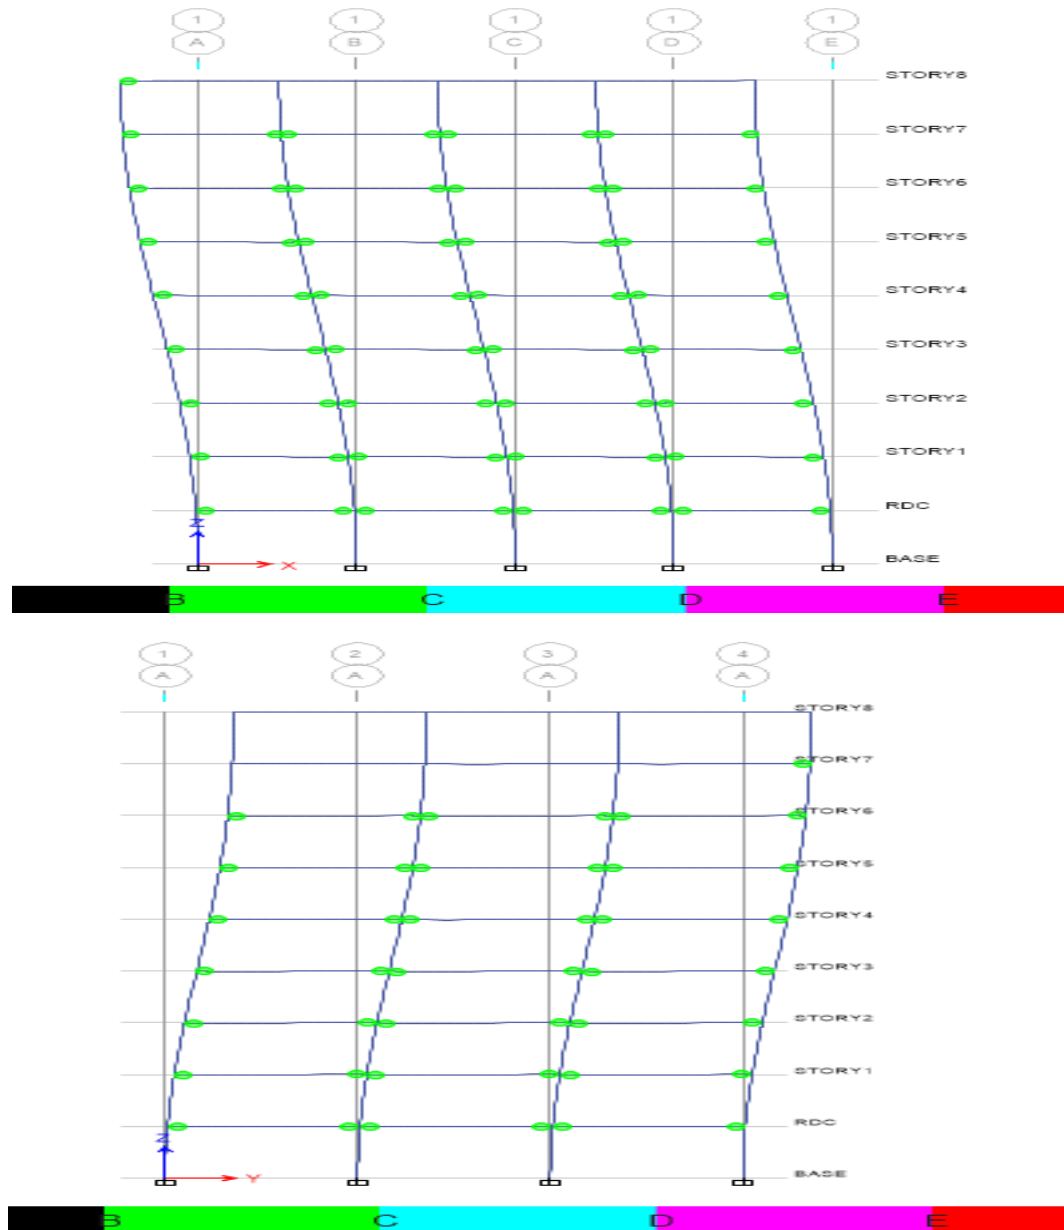 1 1 1 1 1
A B C D E
STORY8
STORY7
STORY6
STORY5
STORY4
STORY3
STORY2
STORY1
RDC
Z
X
BASE
B C D E
1 2 3 4
A A A A
STORY8
STORY7
STORY6
STORY5
STORY4
STORY3
STORY2
STORY1
RDC
Z
BASE
Y
B C D E